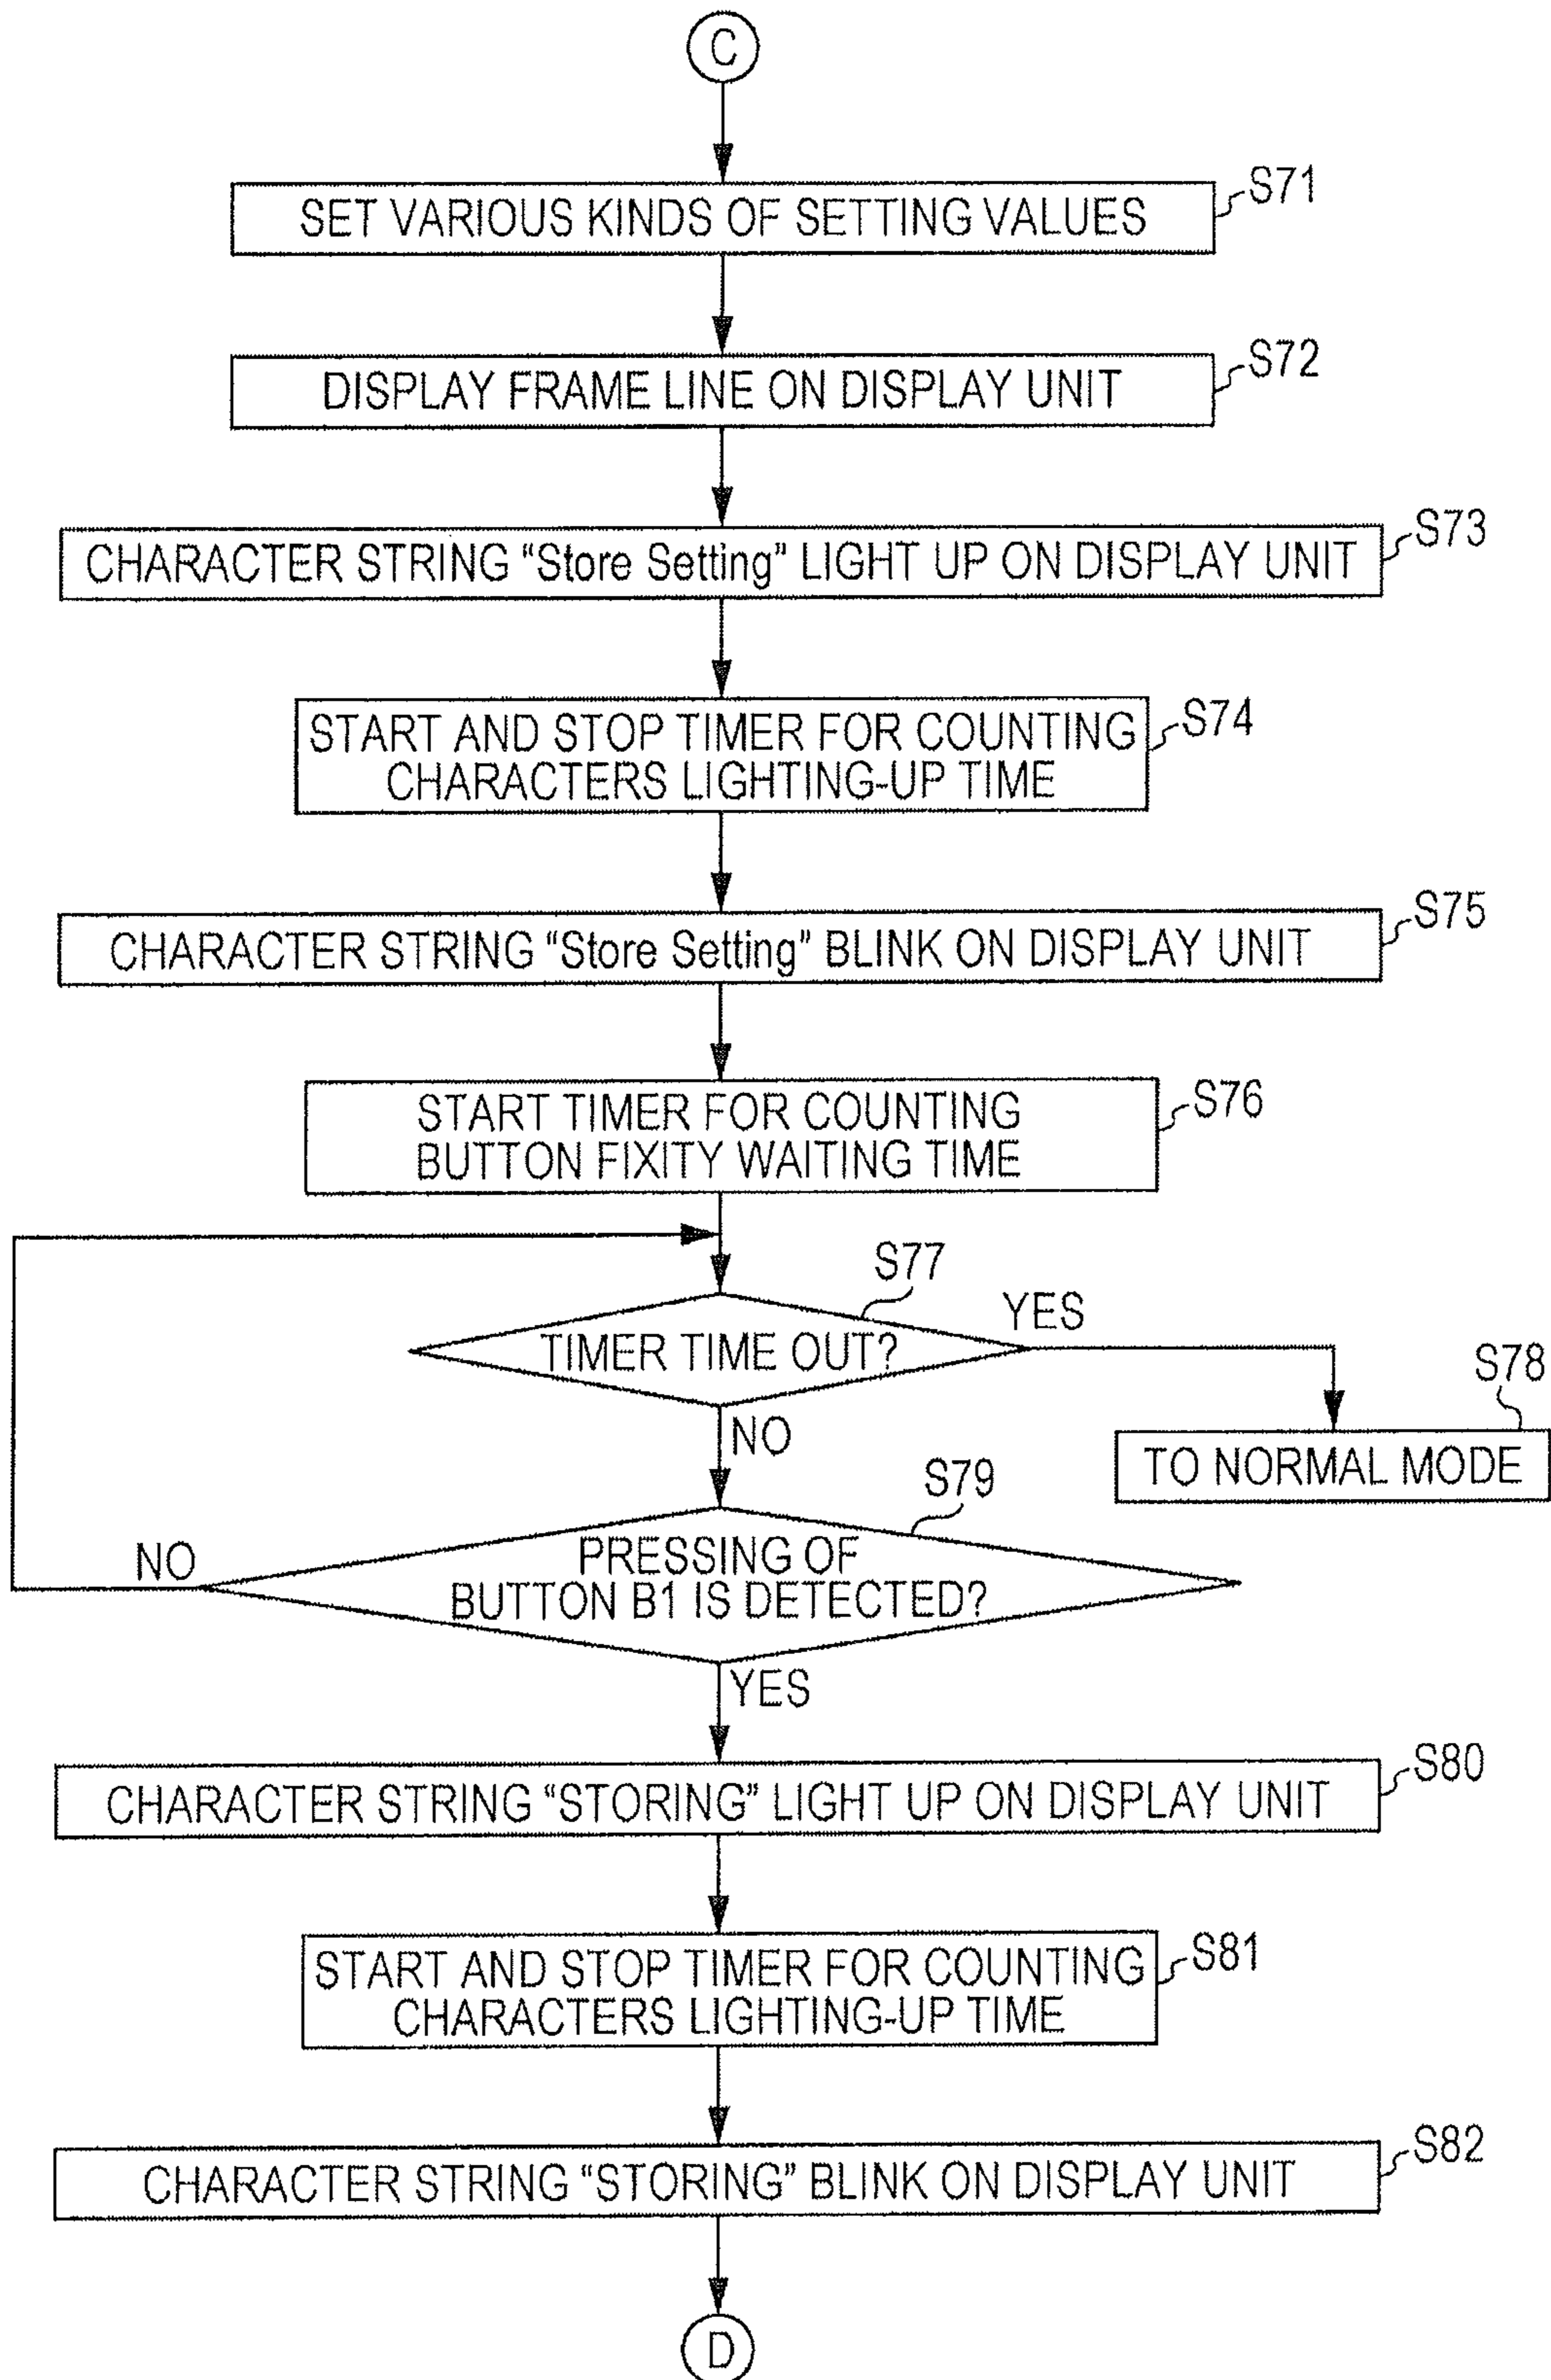 C
SET VARIOUS KINDS OF SETTING VALUES
S71
DISPLAY FRAME LINE ON DISPLAY UNIT
S72
CHARACTER STRING “Store Setting” LIGHT UP ON DISPLAY UNIT
S73
START AND STOP TIMER FOR COUNTING
CHARACTERS LIGHTING-UP TIME
S74
CHARACTER STRING “Store Setting” BLINK ON DISPLAY UNIT
S75
START TIMER FOR COUNTING
BUTTON FIXITY WAITING TIME
S76
S77
TIMER TIME OUT?
YES
NO
S78
TO NORMAL MODE
S79
PRESSING OF
BUTTON B1 IS DETECTED?
NO
YES
CHARACTER STRING “STORING” LIGHT UP ON DISPLAY UNIT
S80
START AND STOP TIMER FOR COUNTING
CHARACTERS LIGHTING-UP TIME
S81
CHARACTER STRING “STORING” BLINK ON DISPLAY UNIT
S82
D